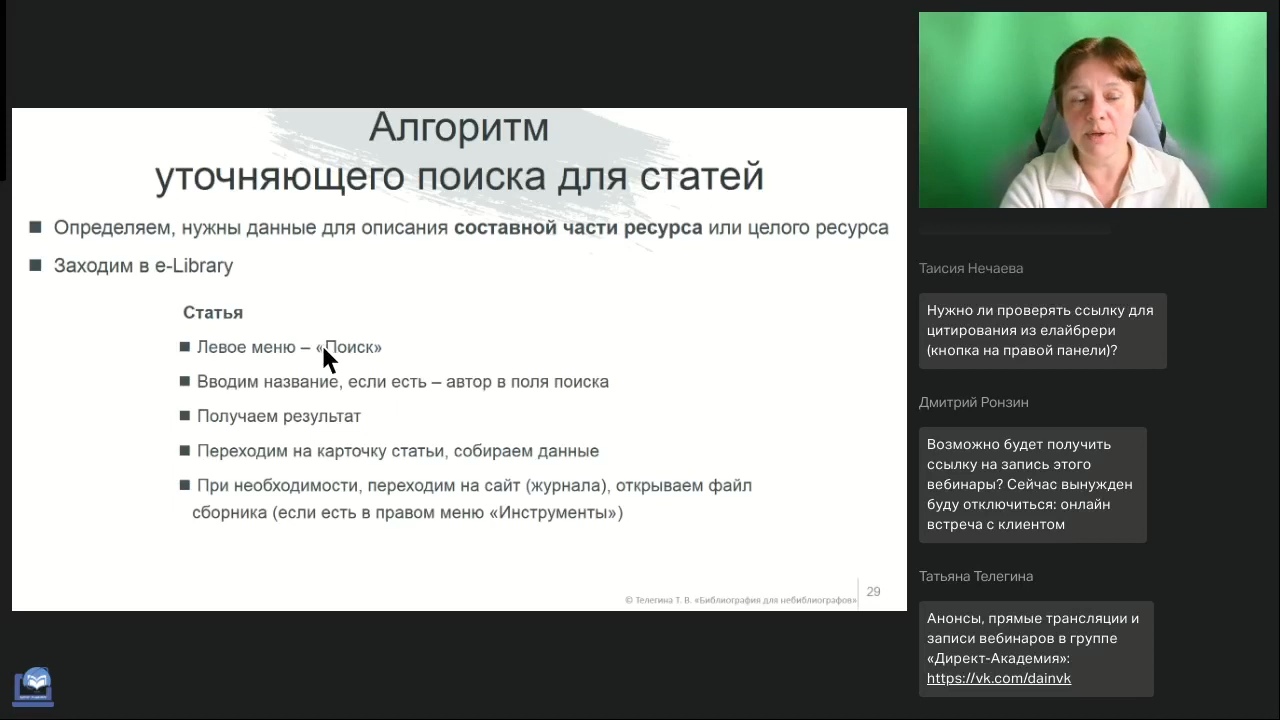 Алгоритм
уточняющего поиска для статей
Определяем, нужны данные для описания составной части ресурса или целого ресурса
Заходим в e-Library
Статья
Левое меню – «Поиск»
Вводим название, если есть – автор в поля поиска
Получаем результат
Переходим на карточку статьи, собираем данные
При необходимости, переходим на сайт (журнала), открываем файл
сборника (если есть в правом меню «Инструменты»)
© Телегина Т. В. «Библиография для небиблиографов»
29
Таисия Нечаева
Нужно ли проверять ссылку для
цитирования из елайбрери
(кнопка на правой панели)?
Дмитрий Ронзин
Возможно будет получить
ссылку на запись этого
вебинары? Сейчас вынужден
буду отключиться: онлайн
встреча с клиентом
Татьяна Телегина
Анонсы, прямые трансляции и
записи вебинаров в группе
«Директ-Академия»:
https://vk.com/dainvk